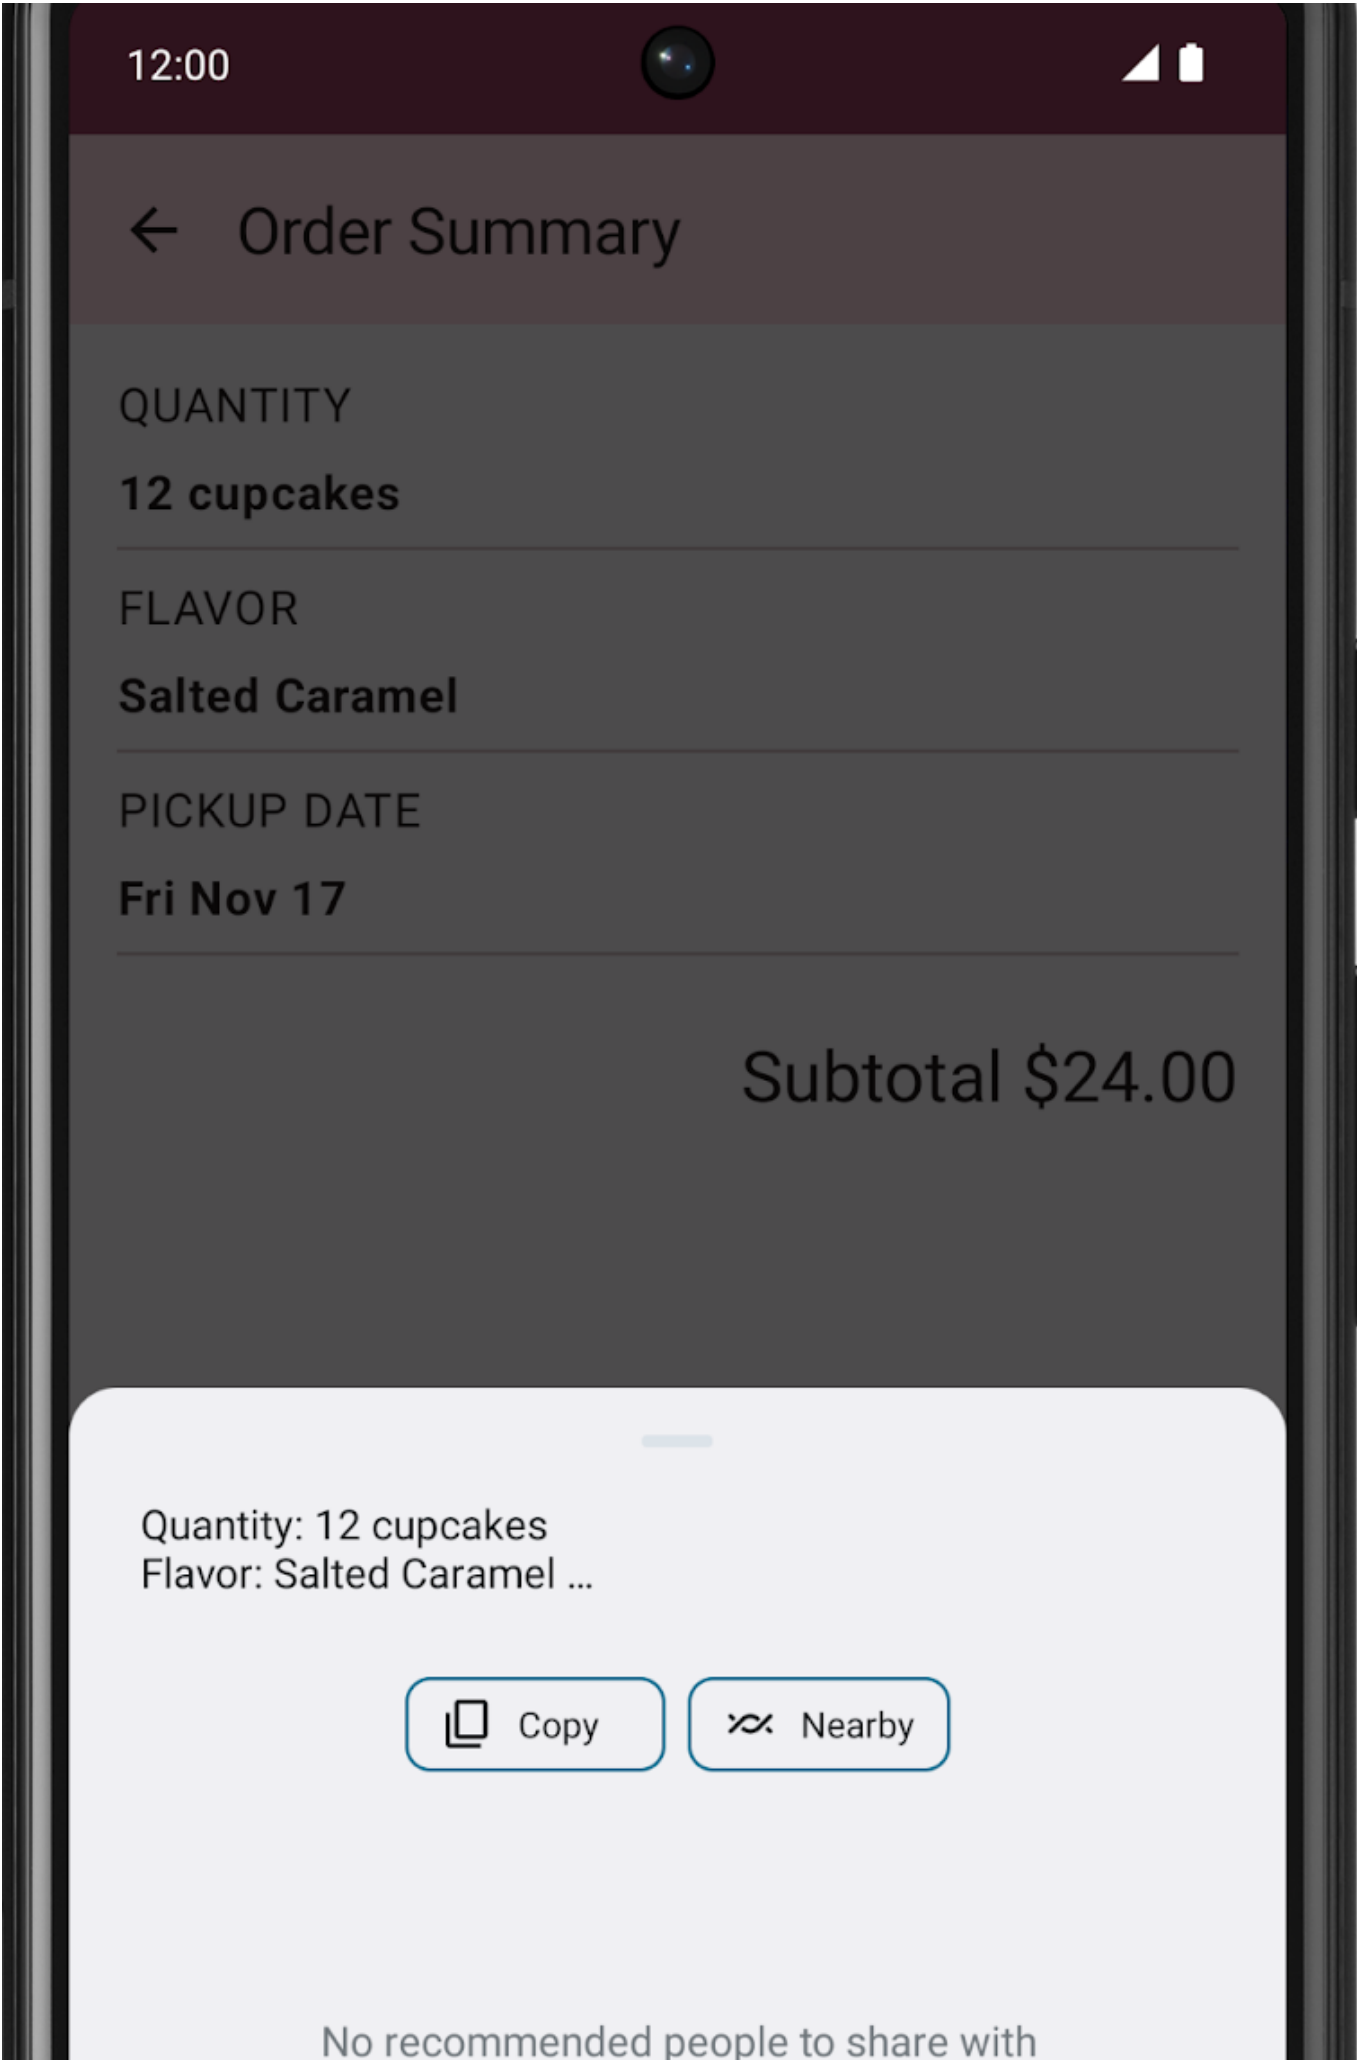 12:00
Order Summary
QUANTITY
12 cupcakes
FLAVOR
Salted Caramel
PICKUP DATE
Fri Nov 17
Subtotal $24.00
Quantity: 12 cupcakes
Flavor: Salted Caramel ...
Copy
Nearby
No recommended people to share with